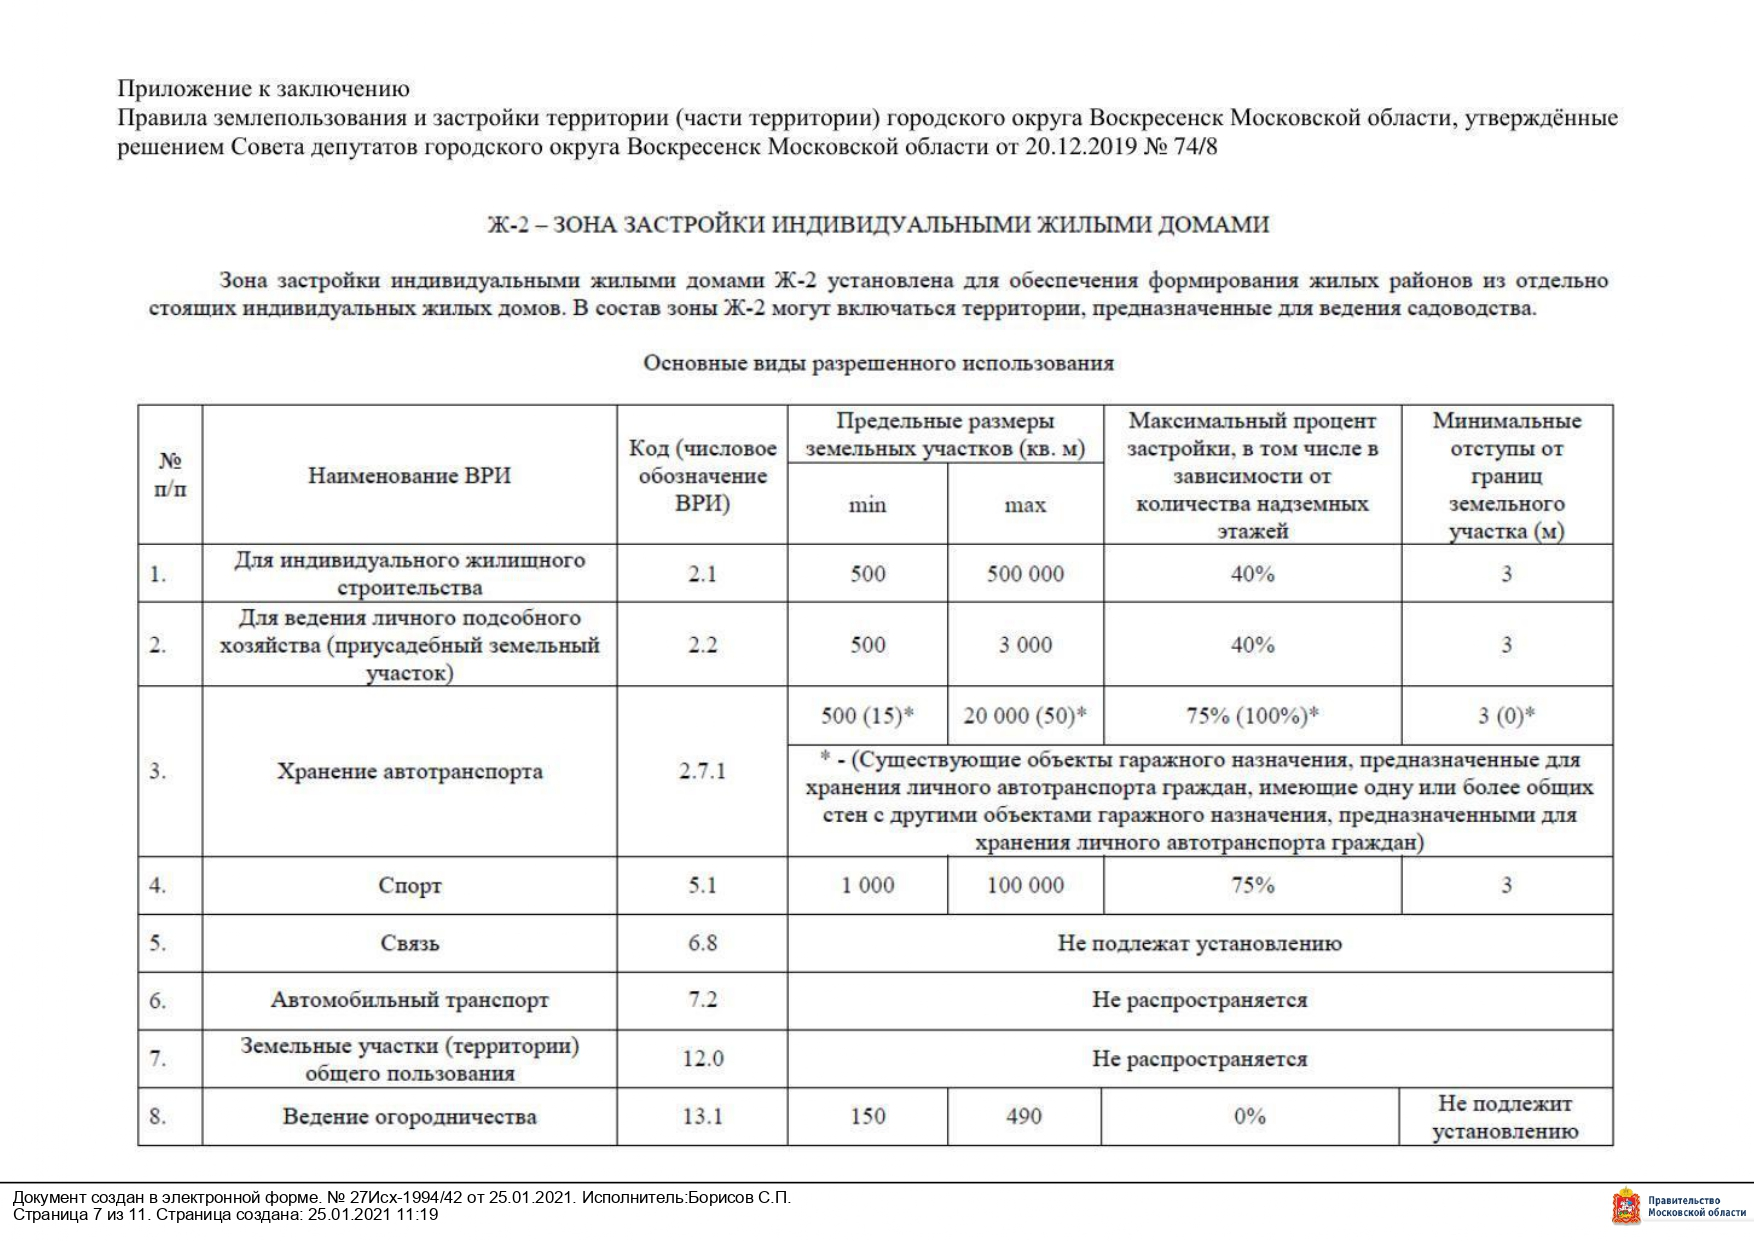 Приложение к заключению
Правила землепользования и застройки территории (части территории) городского округа Воскресенск Московской области, утверждённые
решением Совета депутатов городского округа Воскресенск Московской области от 20.12.2019 № 74/8
Ж-2 – ЗОНА ЗАСТРОЙКИ ИНДИВИДУАЛЬНЫМИ ЖИЛЫМИ ДОМАМИ
Зона застройки индивидуальными жилыми домами Ж-2 установлена для обеспечения формирования жилых районов из отдельно
стоящих индивидуальных жилых домов. В состав зоны Ж-2 могут включаться территории, предназначенные для ведения садоводства.
Основные виды разрешенного использования
№
п/п
Наименование ВРИ
Код (числовое
обозначение
ВРИ)
Предельные размеры
земельных участков (кв. м)
min
max
Максимальный процент
застройки, в том числе в
зависимости от
количества надземных
этажей
Минимальные
отступы от
границ
земельного
участка (м)
1.
Для индивидуального жилищного
строительства
2.1
500
500 000
40%
3
2.
Для ведения личного подсобного
хозяйства (приусадебный земельный
участок)
2.2
500
3 000
40%
3
3.
Хранение автотранспорта
2.7.1
500 (15)*
20 000 (50)*
75% (100%)*
3 (0)*
* - (Существующие объекты гаражного назначения, предназначенные для
хранения личного автотранспорта граждан, имеющие одну или более общих
стен с другими объектами гаражного назначения, предназначенными для
хранения личного автотранспорта граждан)
4.
Спорт
5.1
1 000
100 000
75%
3
5.
Связь
6.8
Не подлежат установлению
6.
Автомобильный транспорт
7.2
Не распространяется
7.
Земельные участки (территории)
общего пользования
12.0
Не распространяется
8.
Ведение огородничества
13.1
150
490
0%
Не подлежит
установлению
Документ создан в электронной форме. № 27Исх-1994/42 от 25.01.2021. Исполнитель:Борисов С.П.
Страница 7 из 11. Страница создана: 25.01.2021 11:19
Правительство
Московской области